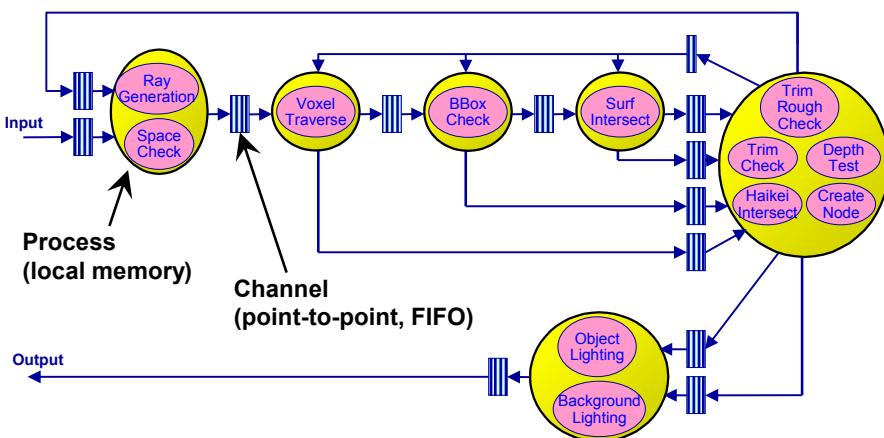 Ray
Generation
Space
Check
Input
Voxel
Traverse
BBox
Check
Surf
Intersect
Trim
Rough
Check
Trim
Check
Depth
Test
Haikei
Intersect
Create
Node
Process
(local memory)
Channel
(point-to-point, FIFO)
Object
Lighting
Background
Lighting
Output